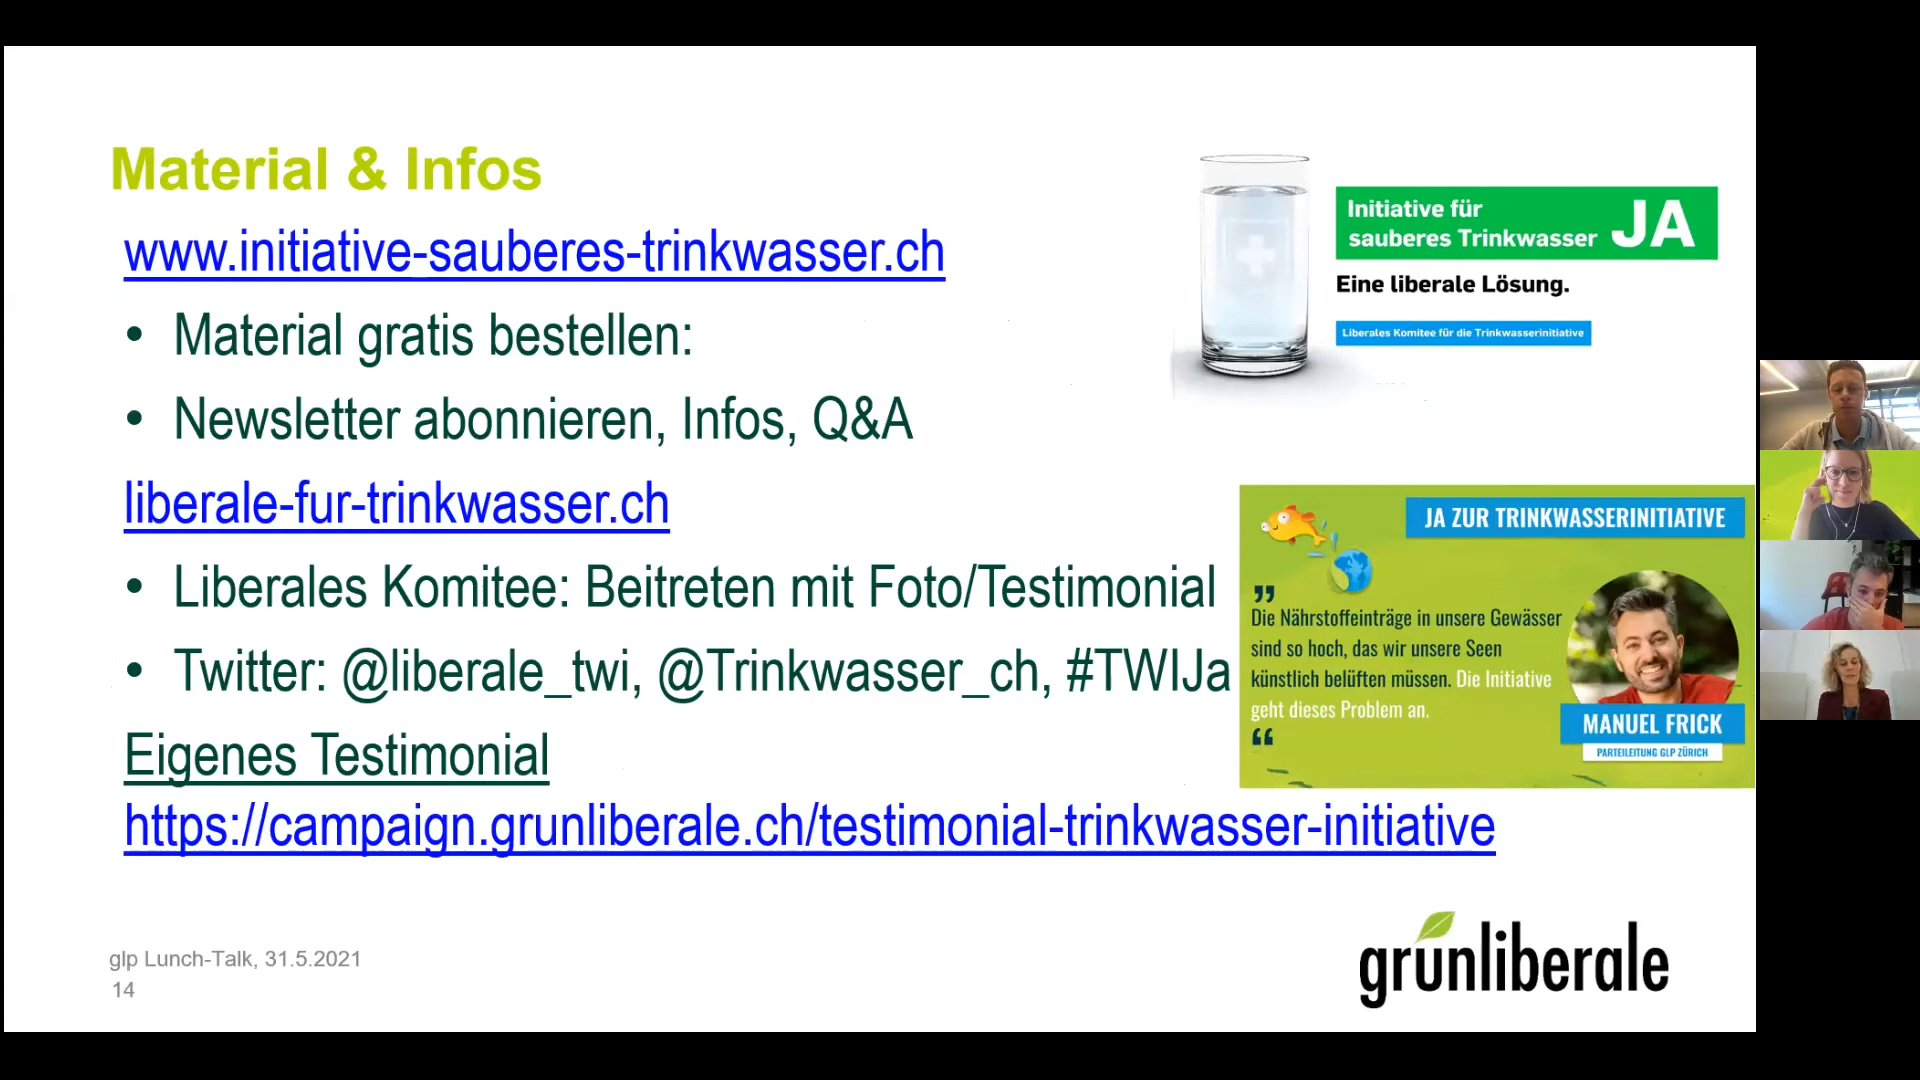 Material & Infos
www.initiative-sauberes-trinkwasser.ch
• Material gratis bestellen:
• Newsletter abonnieren, Infos, Q&A
liberale-fur-trinkwasser.ch
• Liberales Komitee: Beitreten mit Foto/Testimonial
• Twitter: @liberale_twi, @Trinkwasser_ch, #TWIJa
Eigenes Testimonial
https://campaign.grunliberale.ch/testimonial-trinkwasser-initiative
Initiative für
sauberes Trinkwasser JA
Eine liberale Lösung.
Liberales Komitee für die Trinkwasserinitiative
JA ZUR TRINKWASSERINITIATIVE
„
Die Nährstoffeinträge in unsere Gewässer
sind so hoch, das wir unsere Seen
künstlich belüften müssen. Die Initiative
geht dieses Problem an.
“
MANUEL FRICK
PARTEILEITUNG GLP ZÜRICH
glp Lunch-Talk, 31.5.2021
14
grünliberale